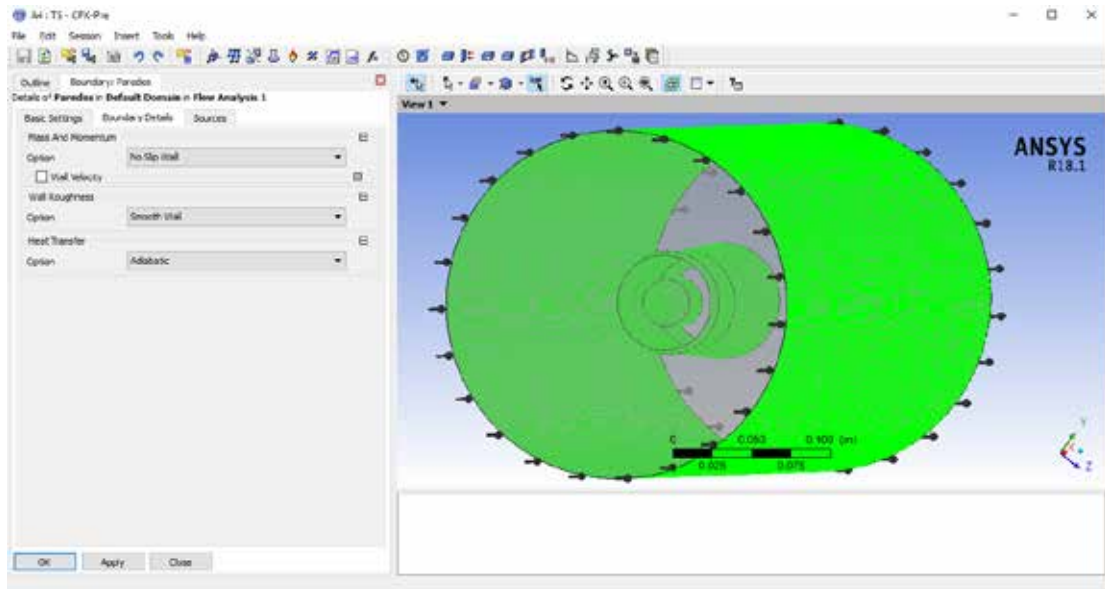 TS - CFX-Pre
File Edit Session Insert Tools Help
Outline Boundary: Paredes
Details of Paredes in Default Domain in Flow Analysis 1
Basic Settings Boundary Details Sources
Mass And Momentum
Option No Slip Wall
Wall Velocity
Wall Roughness
Option Smooth Wall
Heat Transfer
Option Adiabatic
OK Apply Close
View 1
ANSYS
R18.1
0 0.050 0.100 (m)
0.025 0.075
Y
X
Z